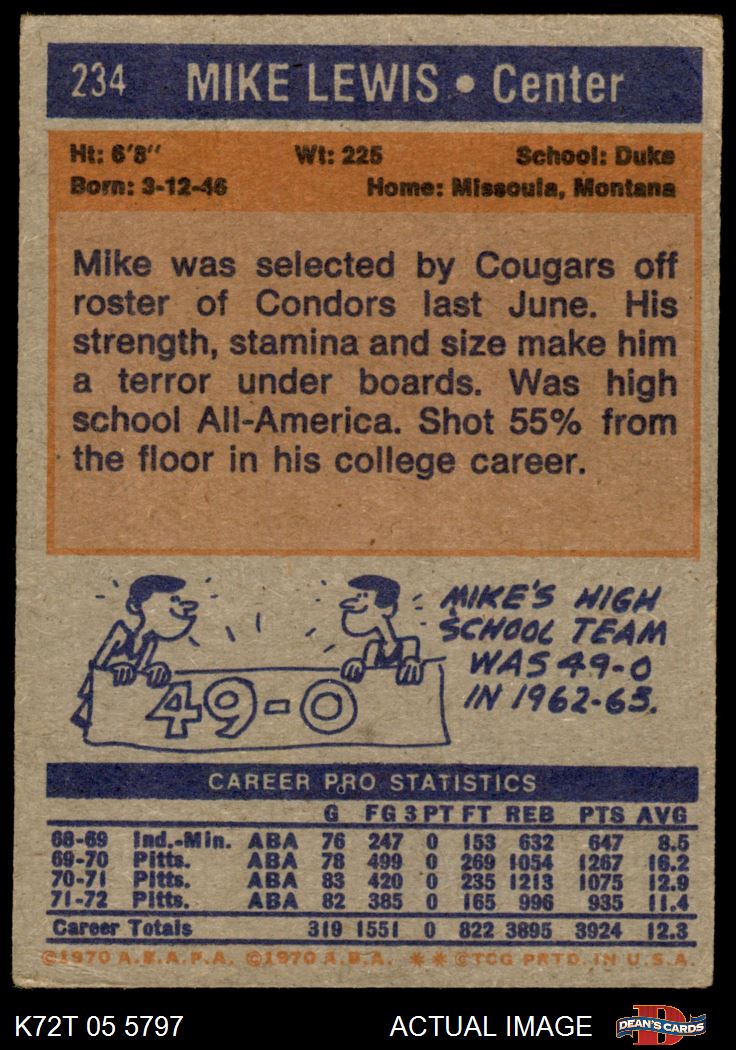 234 MIKE LEWIS • Center
Ht: 6'8" Wt: 225 School: Duke
Born: 3-12-46 Home: Missoula, Montana
Mike was selected by Cougars off
roster of Condors last June. His
strength, stamina and size make him
a terror under boards. Was high
school All-America. Shot 55% from
the floor in his college career.
49-0
MIKE'S HIGH
SCHOOL TEAM
WAS 49-0
IN 1962-63.
CAREER PRO STATISTICS
G FG 3 PT FT REB PTS AVG
68-69 Ind.-Min. ABA 76 247 0 153 632 647 8.5
69-70 Pitts. ABA 78 499 0 269 1054 1267 16.2
70-71 Pitts. ABA 83 420 0 235 1213 1075 12.9
71-72 Pitts. ABA 82 385 0 165 996 935 11.4
Career Totals 319 1551 0 822 3895 3924 12.3
©1970 A.B.A.P.A. ©1970 A.B.A. ** ©TCG PRTD. IN U.S.A.
K72T 05 5797 ACTUAL IMAGE D DEAN'S CARDS